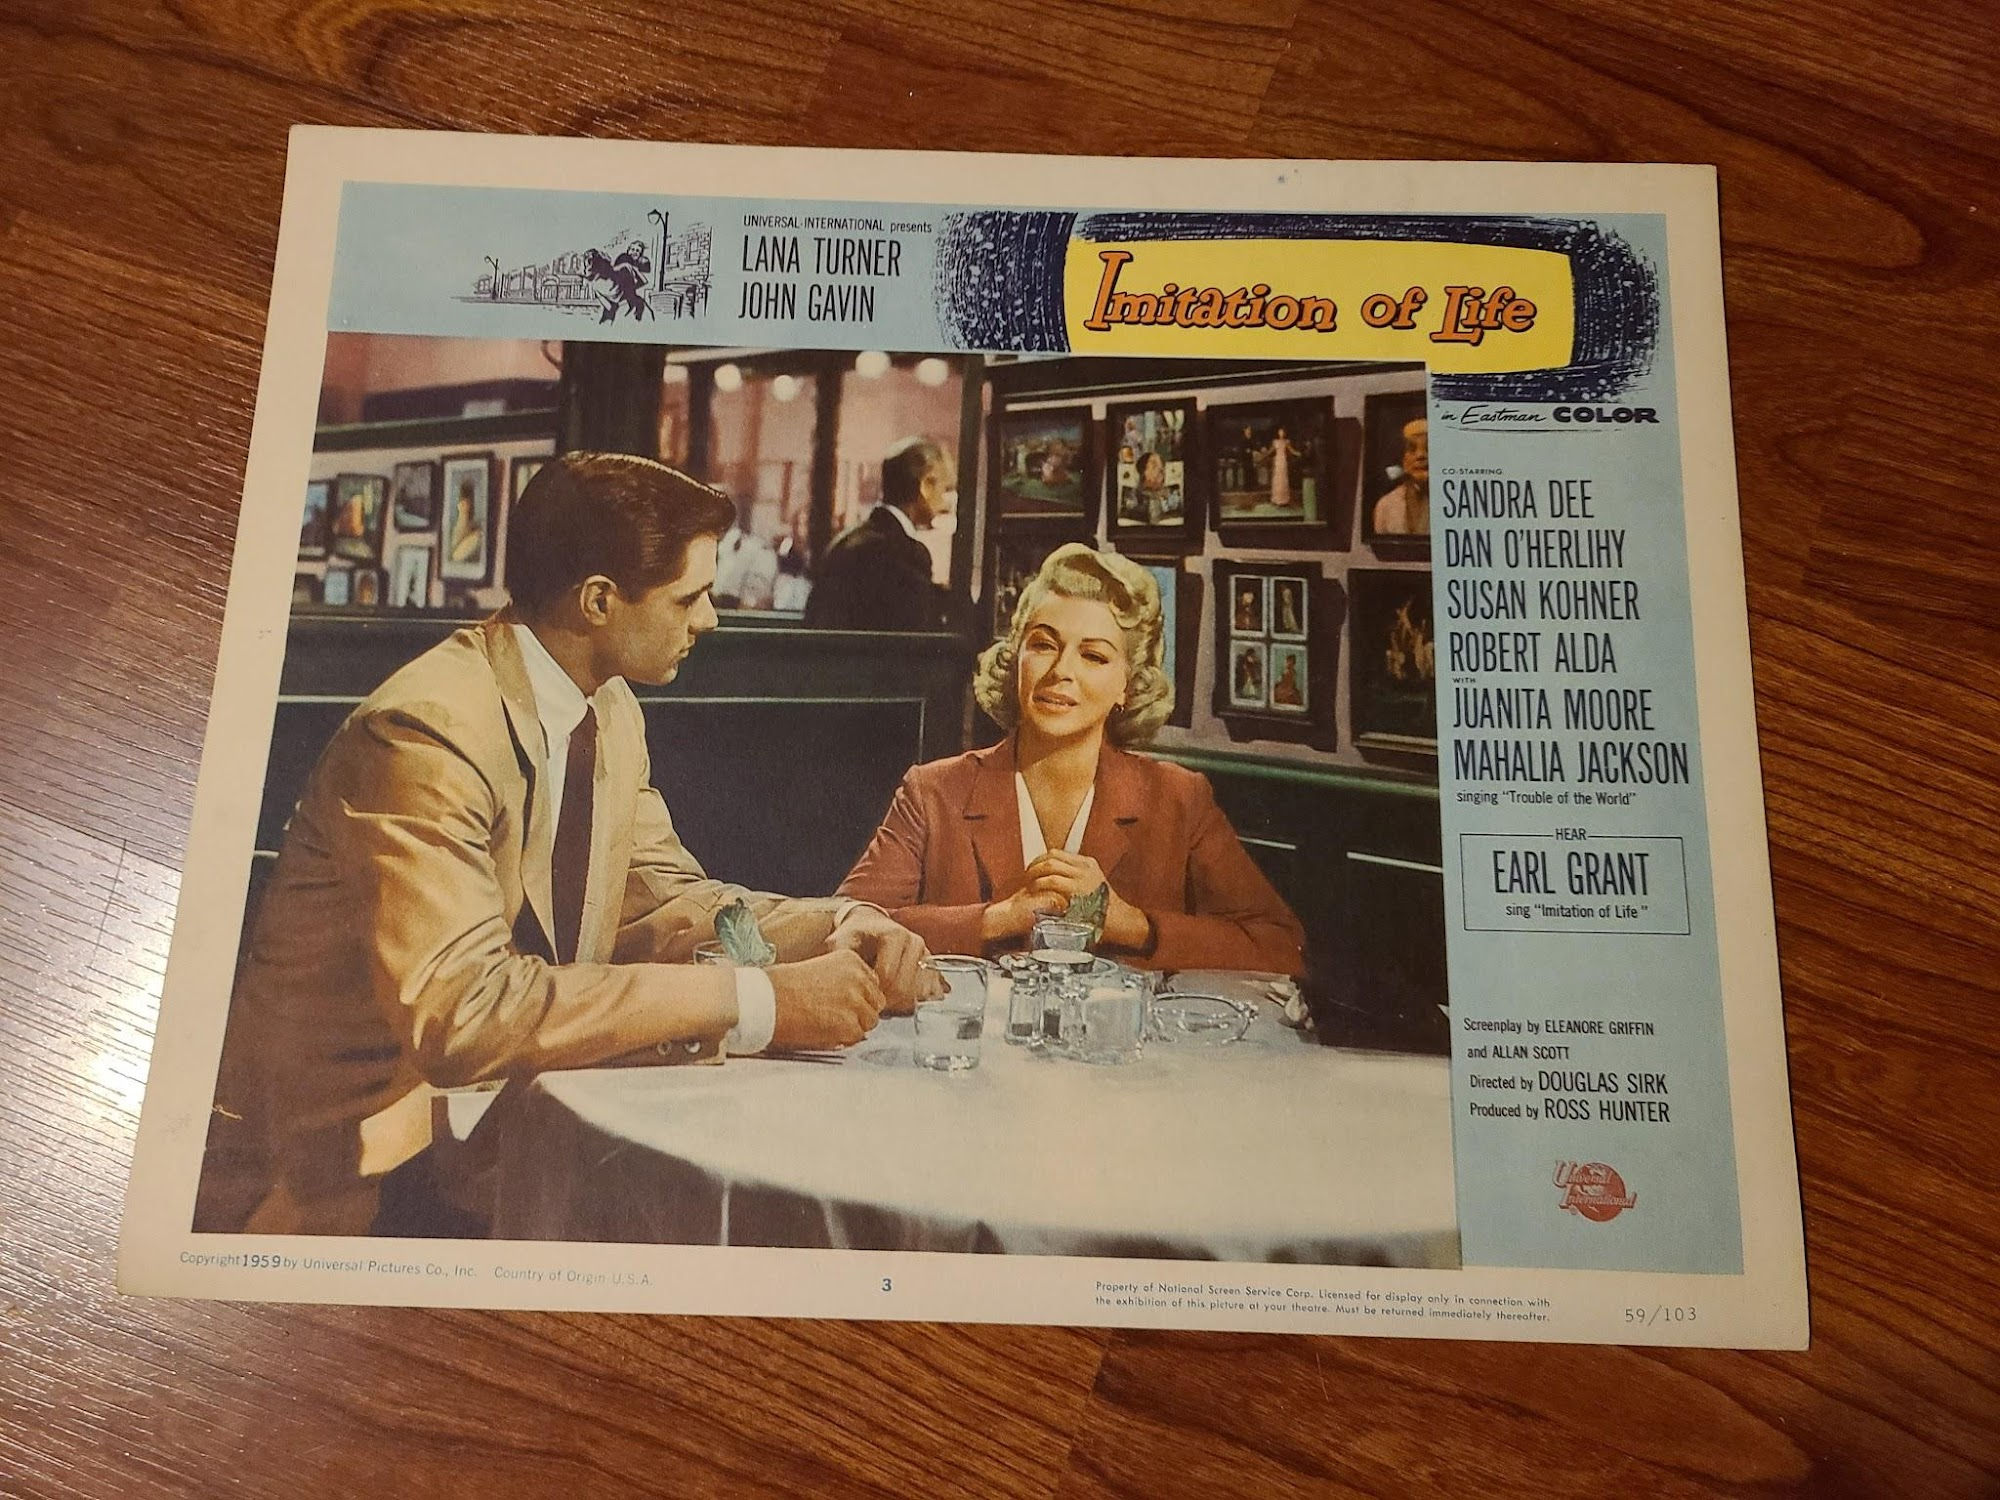 UNIVERSAL-INTERNATIONAL presents
LANA TURNER
JOHN GAVIN
Imitation of Life
in Eastman COLOR
CO-STARRING
SANDRA DEE
DAN O'HERLIHY
SUSAN KOHNER
ROBERT ALDA
WITH
JUANITA MOORE
MAHALIA JACKSON
singing "Trouble of the World"
HEAR
EARL GRANT
sing "Imitation of Life"
Screenplay by ELEANORE GRIFFIN
and ALLAN SCOTT
Directed by DOUGLAS SIRK
Produced by ROSS HUNTER
Universal
International
Copyright 1959 by Universal Pictures Co., Inc. Country of Origin U.S.A.
3
Property of National Screen Service Corp. Licensed for display only in connection with
the exhibition of this picture at your theatre. Must be returned immediately thereafter.
59/103